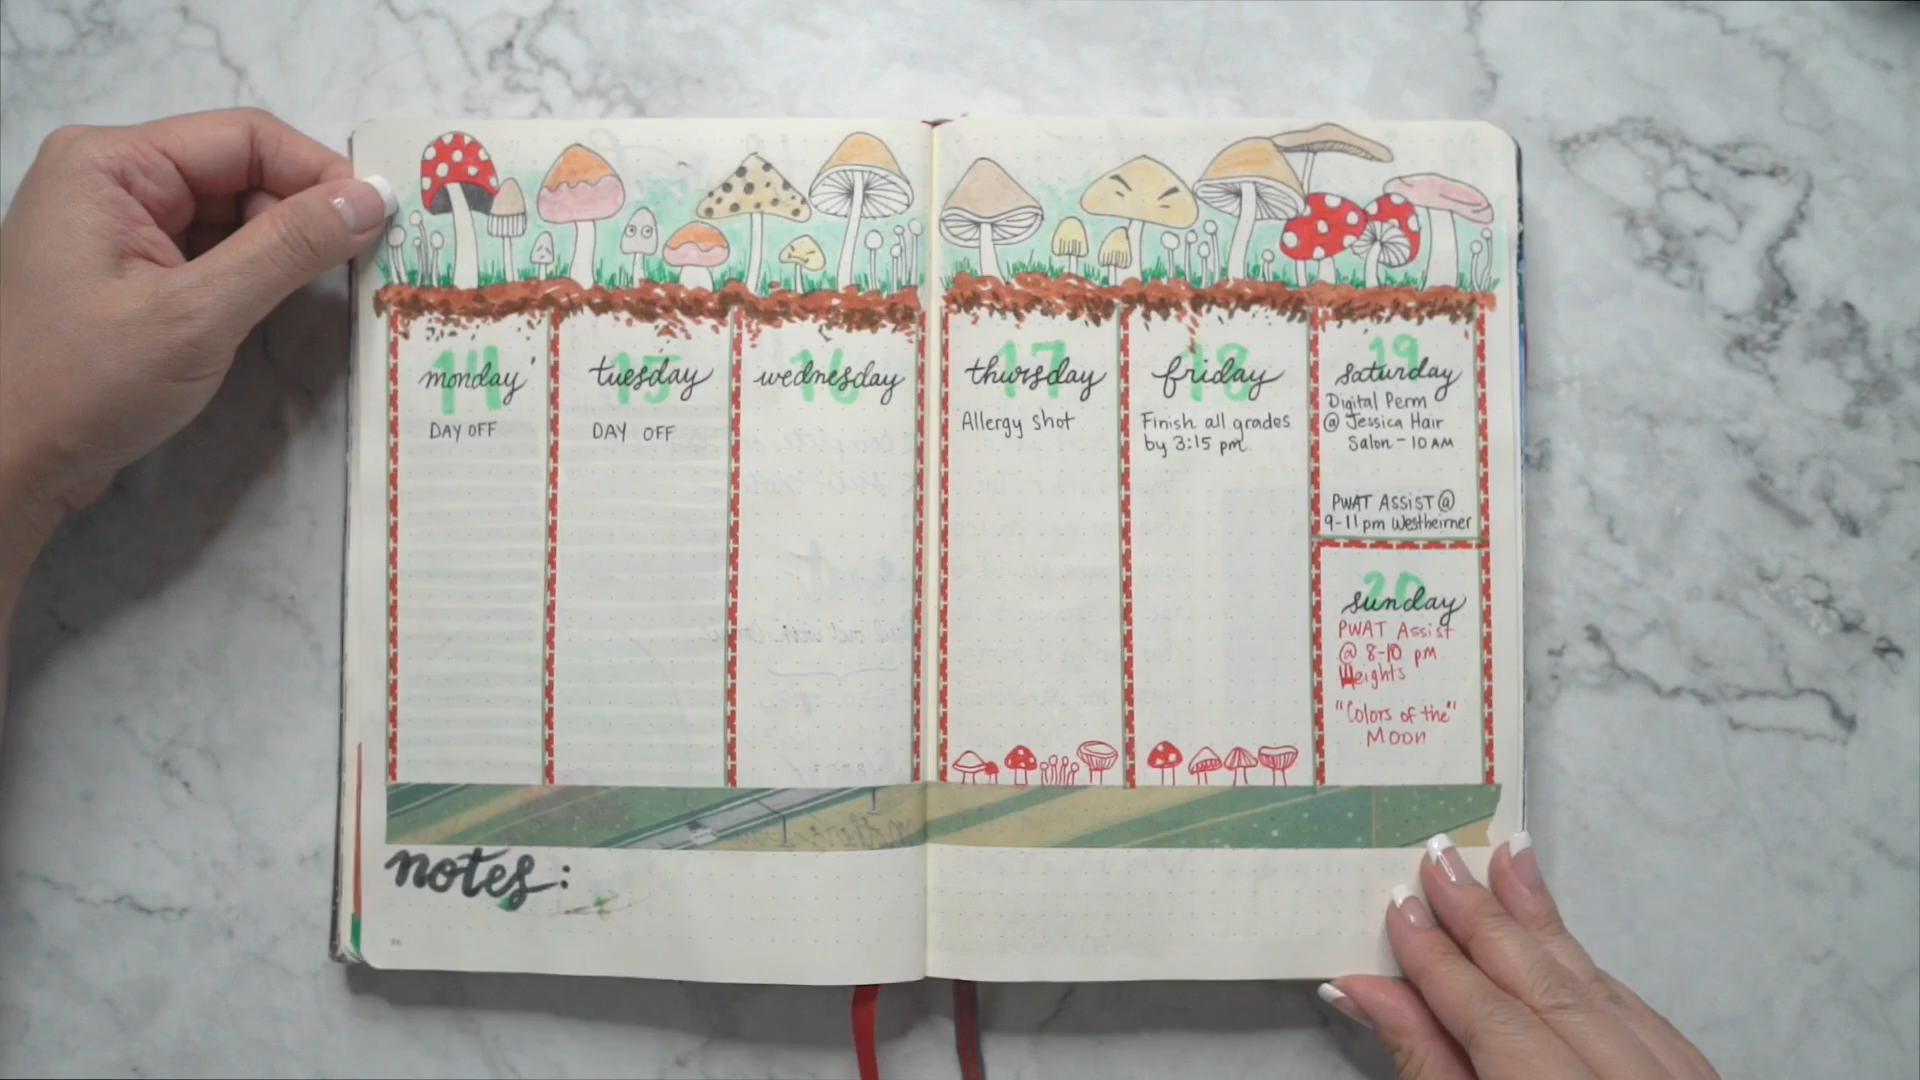 14
monday
DAY OFF
15
tuesday
DAY OFF
16
wednesday
17
thursday
Allergy Shot
18
friday
Finish all grades
by 3:15 pm
19
saturday
Digital Perm
@ Jessica Hair
Salon - 10 AM
PWAT ASSIST @
9-11 pm Westheimer
20
sunday
PWAT Assist
@ 8-10 pm
Heights
"Colors of the"
Moon
notes: